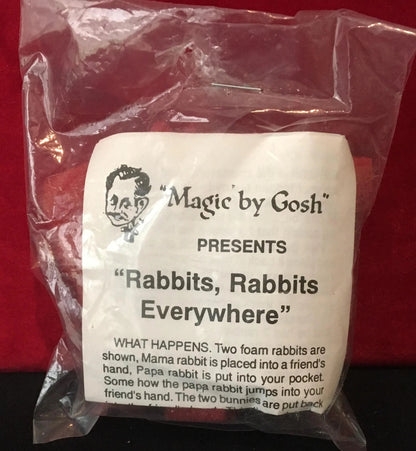 "Magic by Gosh"
PRESENTS
"Rabbits, Rabbits
Everywhere"
WHAT HAPPENS. Two foam rabbits are
shown, Mama rabbit is placed into a friend's
hand, Papa rabbit is put into your pocket.
Some how the papa rabbit jumps into your
friend's hand. The two bunnies are put back